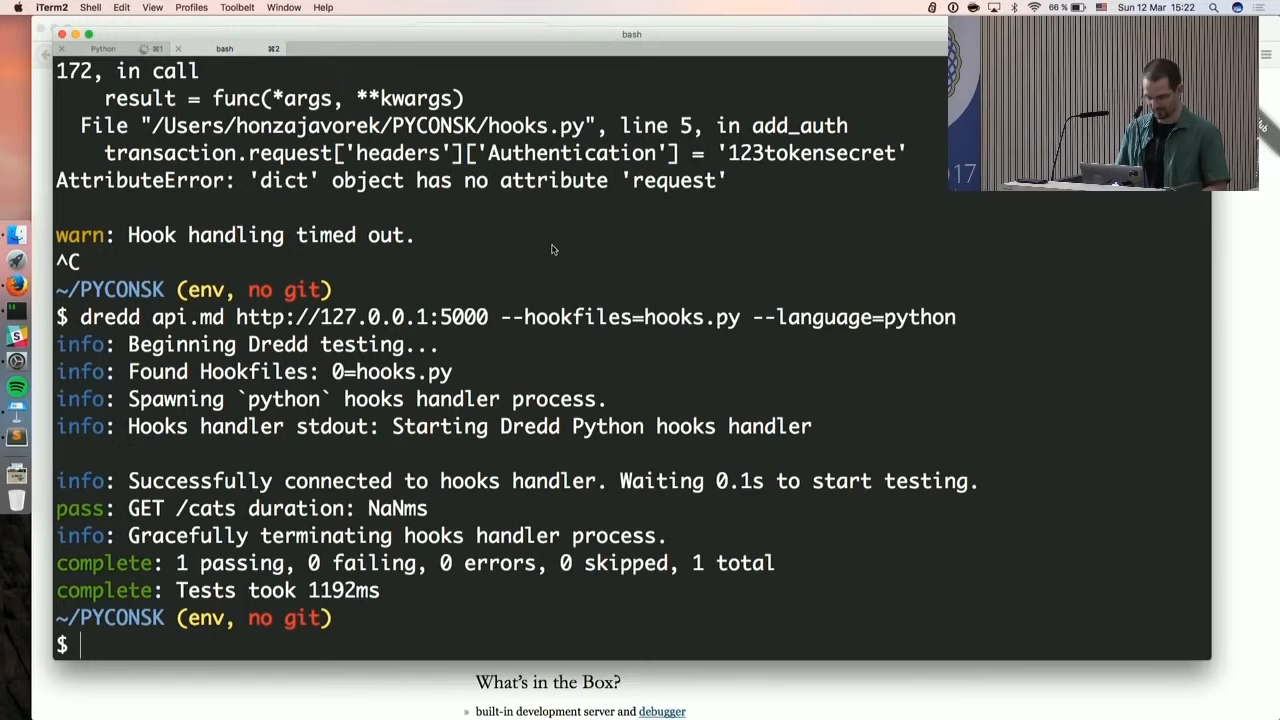 iTerm2 Shell Edit View Profiles Toolbelt Window Help 66 % Sun 12 Mar 15:22
bash
Python ⌘1 bash ⌘2
172, in call
result = func(*args, **kwargs)
File "/Users/honzajavorek/PYCONSK/hooks.py", line 5, in add_auth
transaction.request['headers']['Authentication'] = '123tokensecret'
AttributeError: 'dict' object has no attribute 'request'
warn: Hook handling timed out.
^C
~/PYCONSK (env, no git)
$ dredd api.md http://127.0.0.1:5000 --hookfiles=hooks.py --language=python
info: Beginning Dredd testing...
info: Found Hookfiles: 0=hooks.py
info: Spawning `python` hooks handler process.
info: Hooks handler stdout: Starting Dredd Python hooks handler
info: Successfully connected to hooks handler. Waiting 0.1s to start testing.
pass: GET /cats duration: NaNms
info: Gracefully terminating hooks handler process.
complete: 1 passing, 0 failing, 0 errors, 0 skipped, 1 total
complete: Tests took 1192ms
~/PYCONSK (env, no git)
$
What's in the Box?
» built-in development server and debugger
17